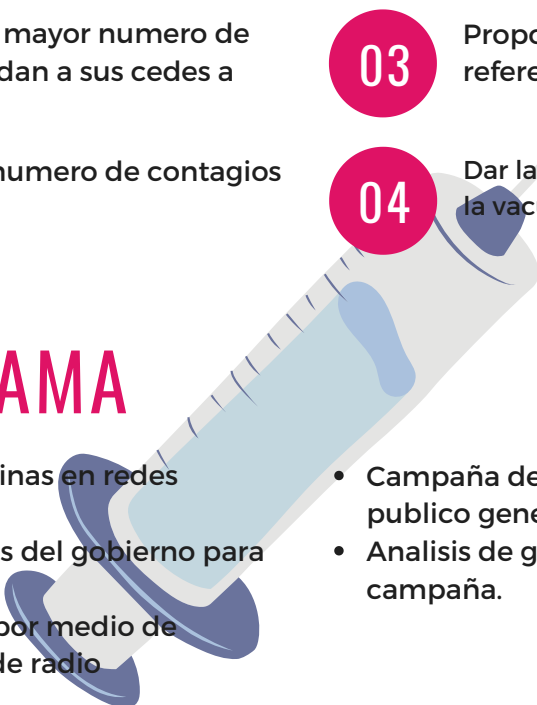 mayor numero de
dan a sus cedes a
numero de contagios
03
Propo
refere
04
Dar la
la vacu
AMA
inas en redes
s del gobierno para
por medio de
de radio
• Campaña de
publico gene
• Analisis de g
campaña.